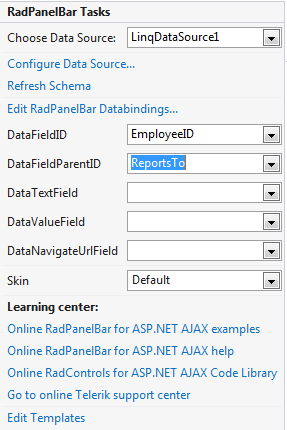 RadPanelBar Tasks
Choose Data Source: LinqDataSource1
Configure Data Source...
Refresh Schema
Edit RadPanelBar Databindings...
DataFieldID EmployeeID
DataFieldParentID ReportsTo
DataTextField
DataValueField
DataNavigateUrlField
Skin Default
Learning center:
Online RadPanelBar for ASP.NET AJAX examples
Online RadPanelBar for ASP.NET AJAX help
Online RadControls for ASP.NET AJAX Code Library
Go to online Telerik support center
Edit Templates